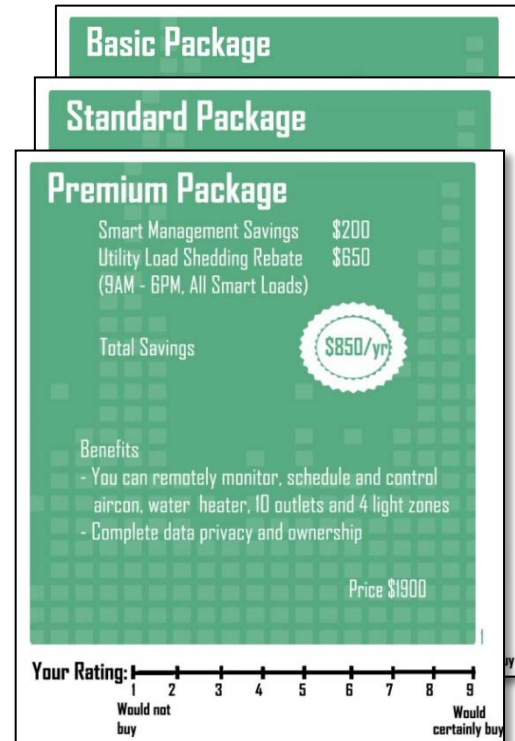 Basic Package
Standard Package
Premium Package
Smart Management Savings $200
Utility Load Shedding Rebate $650
(9AM - 6PM, All Smart Loads)
Total Savings $850/yr
Benefits
- You can remotely monitor, schedule and control
aircon, water heater, 10 outlets and 4 light zones
- Complete data privacy and ownership
Price $1900
1
Your Rating:
1 2 3 4 5 6 7 8 9
Would not
buy
Would
certainly buy